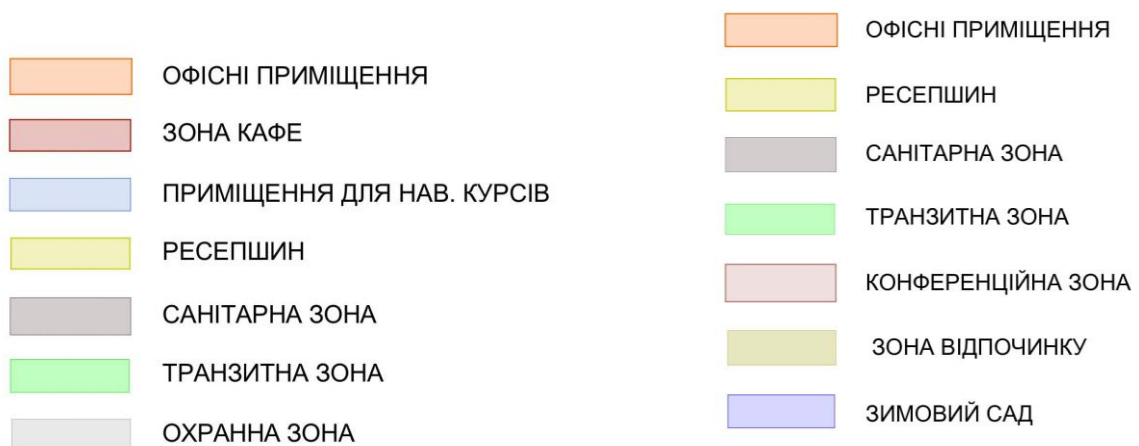 ОФІСНІ ПРИМІЩЕННЯ
ЗОНА КАФЕ
ПРИМІЩЕННЯ ДЛЯ НАВ. КУРСІВ
РЕСЕПШИН
САНІТАРНА ЗОНА
ТРАНЗИТНА ЗОНА
ОХРАННА ЗОНА
ОФІСНІ ПРИМІЩЕННЯ
РЕСЕПШИН
САНІТАРНА ЗОНА
ТРАНЗИТНА ЗОНА
КОНФЕРЕНЦІЙНА ЗОНА
ЗОНА ВІДПОЧИНКУ
ЗИМОВИЙ САД